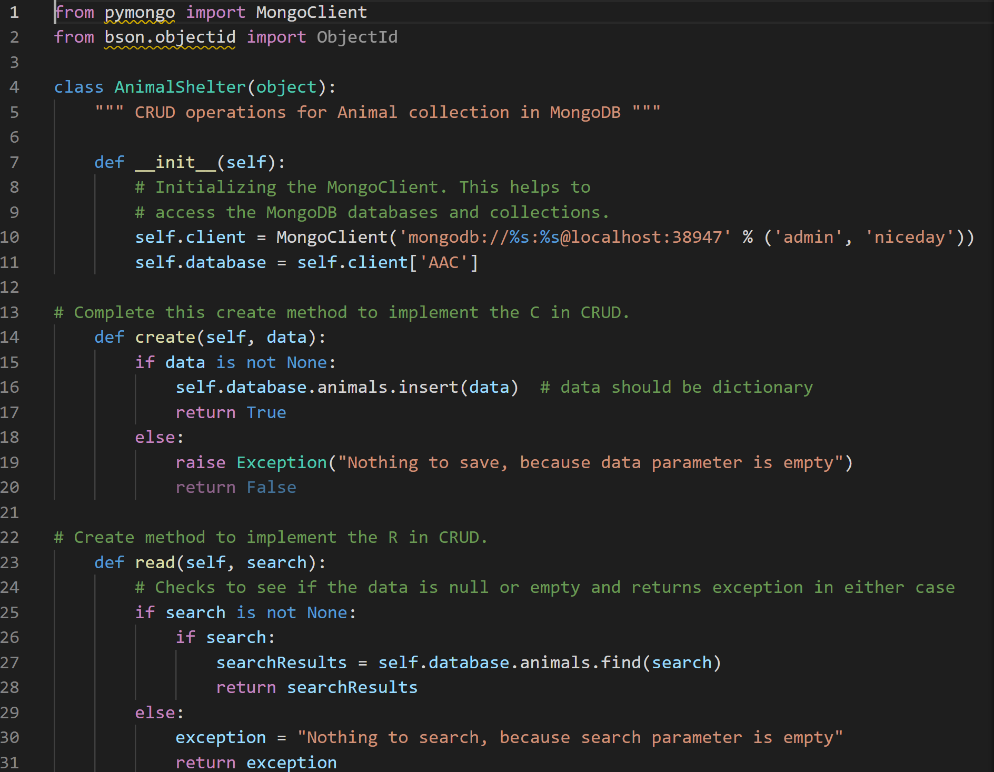 1 from pymongo import MongoClient
2 from bson.objectid import ObjectId
3
4 class AnimalShelter(object):
5     """ CRUD operations for Animal collection in MongoDB """
6
7     def __init__(self):
8         # Initializing the MongoClient. This helps to
9         # access the MongoDB databases and collections.
10         self.client = MongoClient('mongodb://%s:%s@localhost:38947' % ('admin', 'niceday'))
11         self.database = self.client['AAC']
12
13 # Complete this create method to implement the C in CRUD.
14     def create(self, data):
15         if data is not None:
16             self.database.animals.insert(data)  # data should be dictionary
17             return True
18         else:
19             raise Exception("Nothing to save, because data parameter is empty")
20             return False
21
22 # Create method to implement the R in CRUD.
23     def read(self, search):
24         # Checks to see if the data is null or empty and returns exception in either case
25         if search is not None:
26             if search:
27                 searchResults = self.database.animals.find(search)
28                 return searchResults
29         else:
30             exception = "Nothing to search, because search parameter is empty"
31             return exception